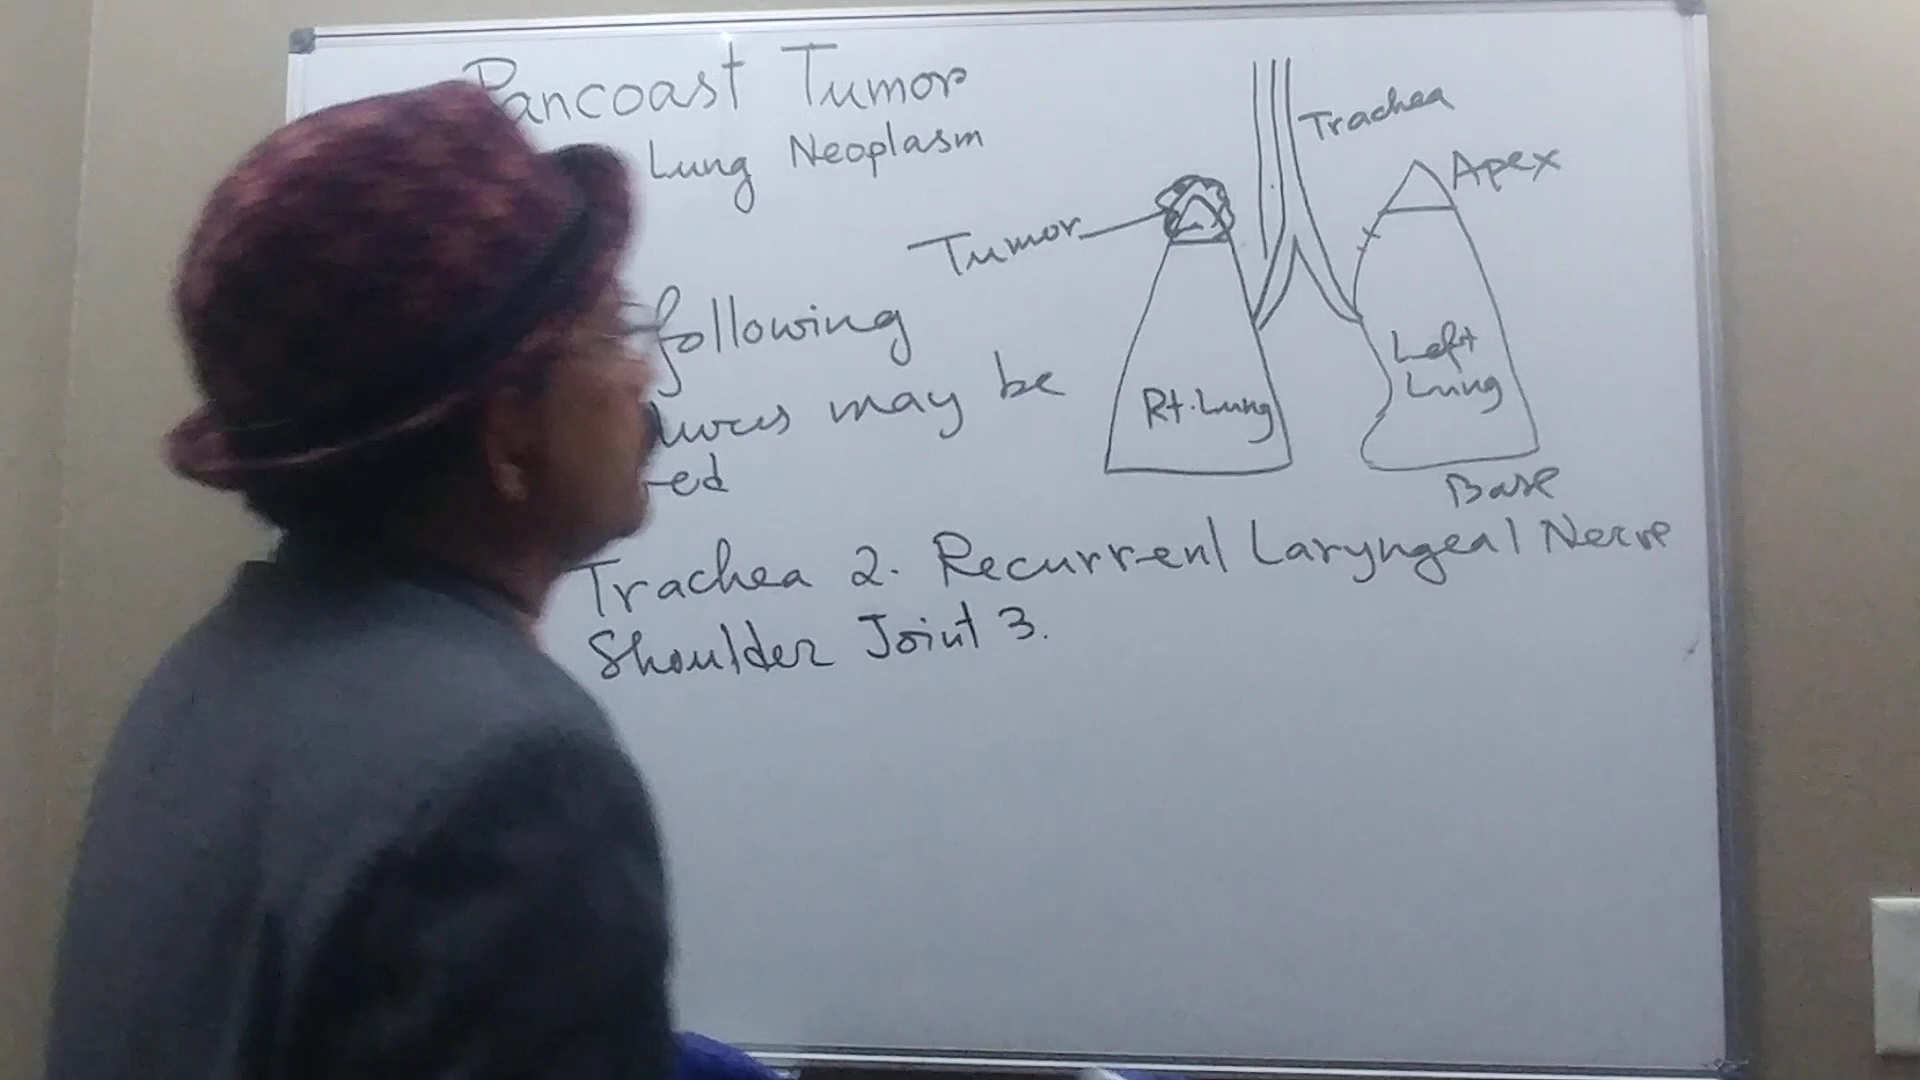 Pancoast Tumor
Lung Neoplasm
Trachea
Apex
Tumor
following
may be
Left
Lung
Rt. Lung
Base
Trachea 2. Recurrent Laryngeal Nerve
Shoulder Joint 3.